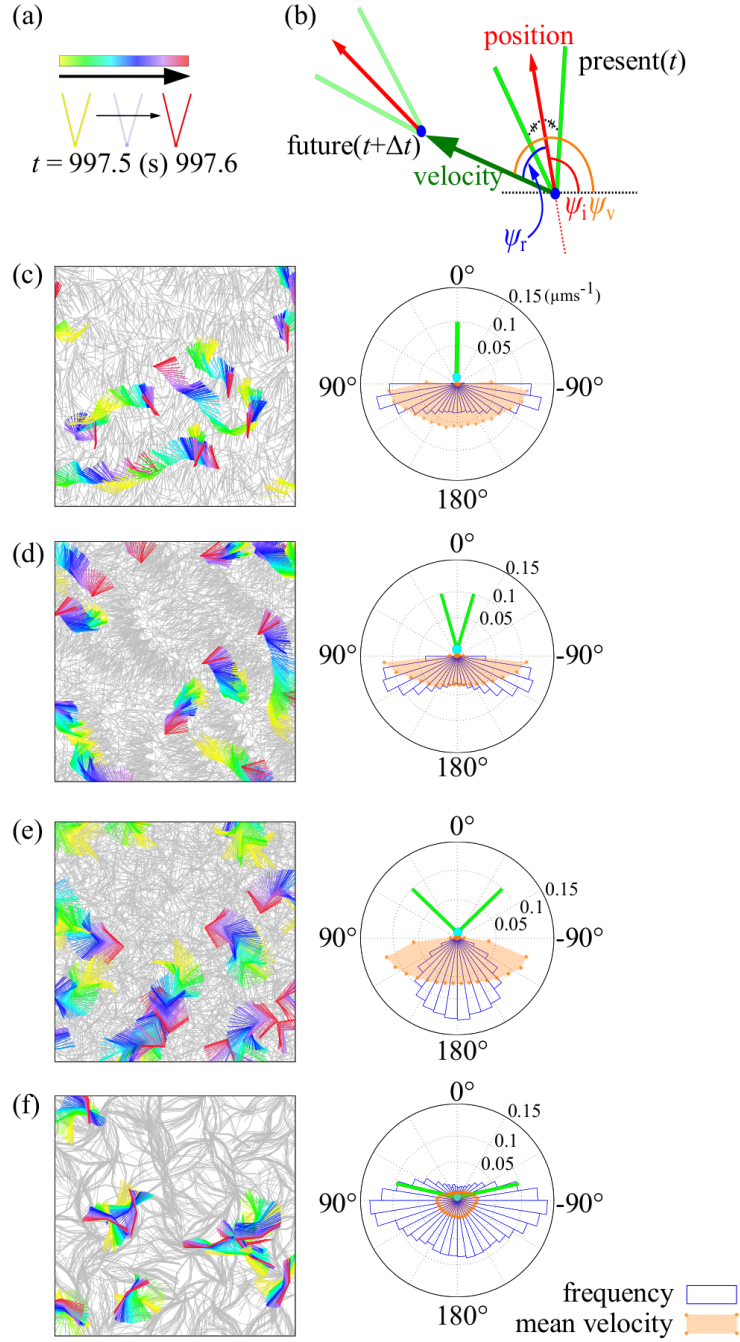 (a)
t = 997.5 (s) 997.6
(b)
position
present(t)
future(t+Δt)
velocity
ψi ψv
ψr
(c)
0°
0.15 (μms-1)
0.1
0.05
90°
-90°
180°
(d)
0°
0.15
0.1
0.05
90°
-90°
180°
(e)
0°
0.15
0.1
0.05
90°
-90°
180°
(f)
0°
0.15
0.1
0.05
90°
-90°
180°
frequency
mean velocity